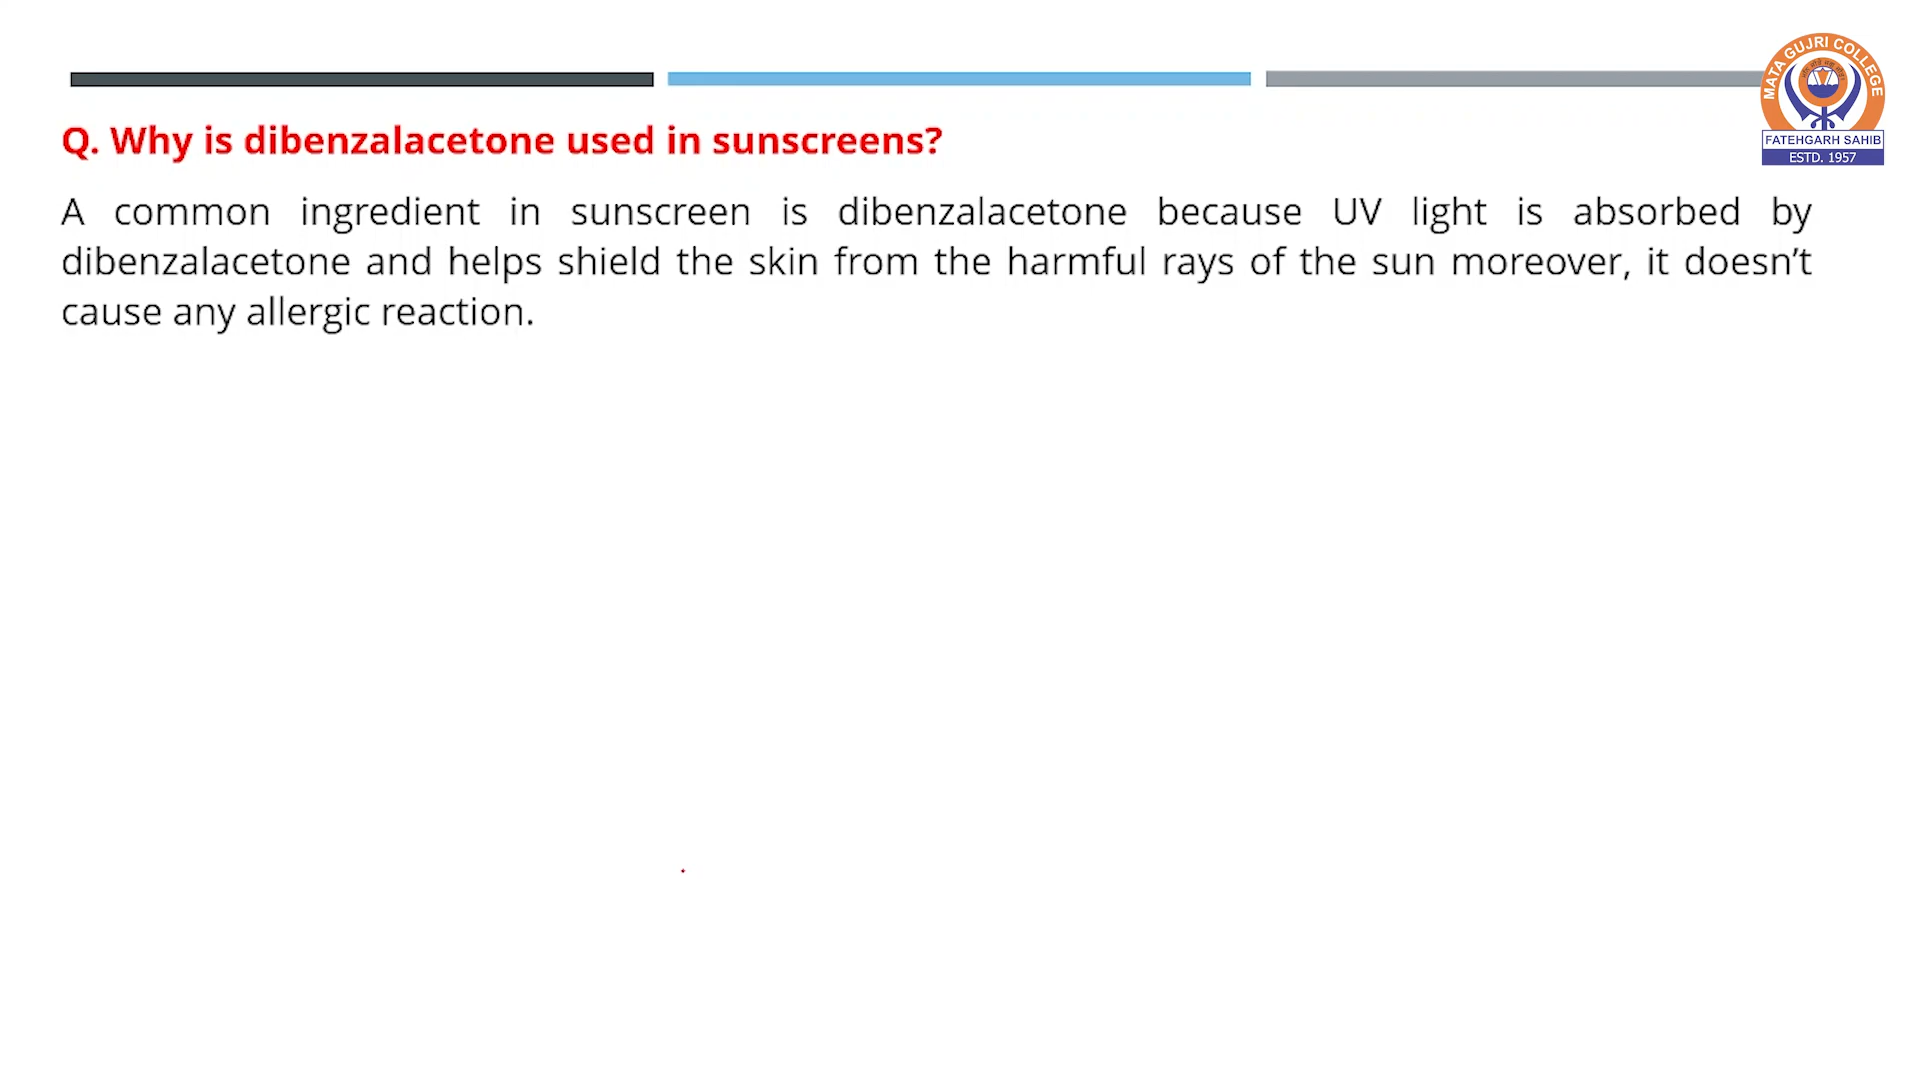 MATA GUJRI COLLEGE
FATEHGARH SAHIB
ESTD. 1957
Q. Why is dibenzalacetone used in sunscreens?
A common ingredient in sunscreen is dibenzalacetone because UV light is absorbed by
dibenzalacetone and helps shield the skin from the harmful rays of the sun moreover, it doesn’t
cause any allergic reaction.